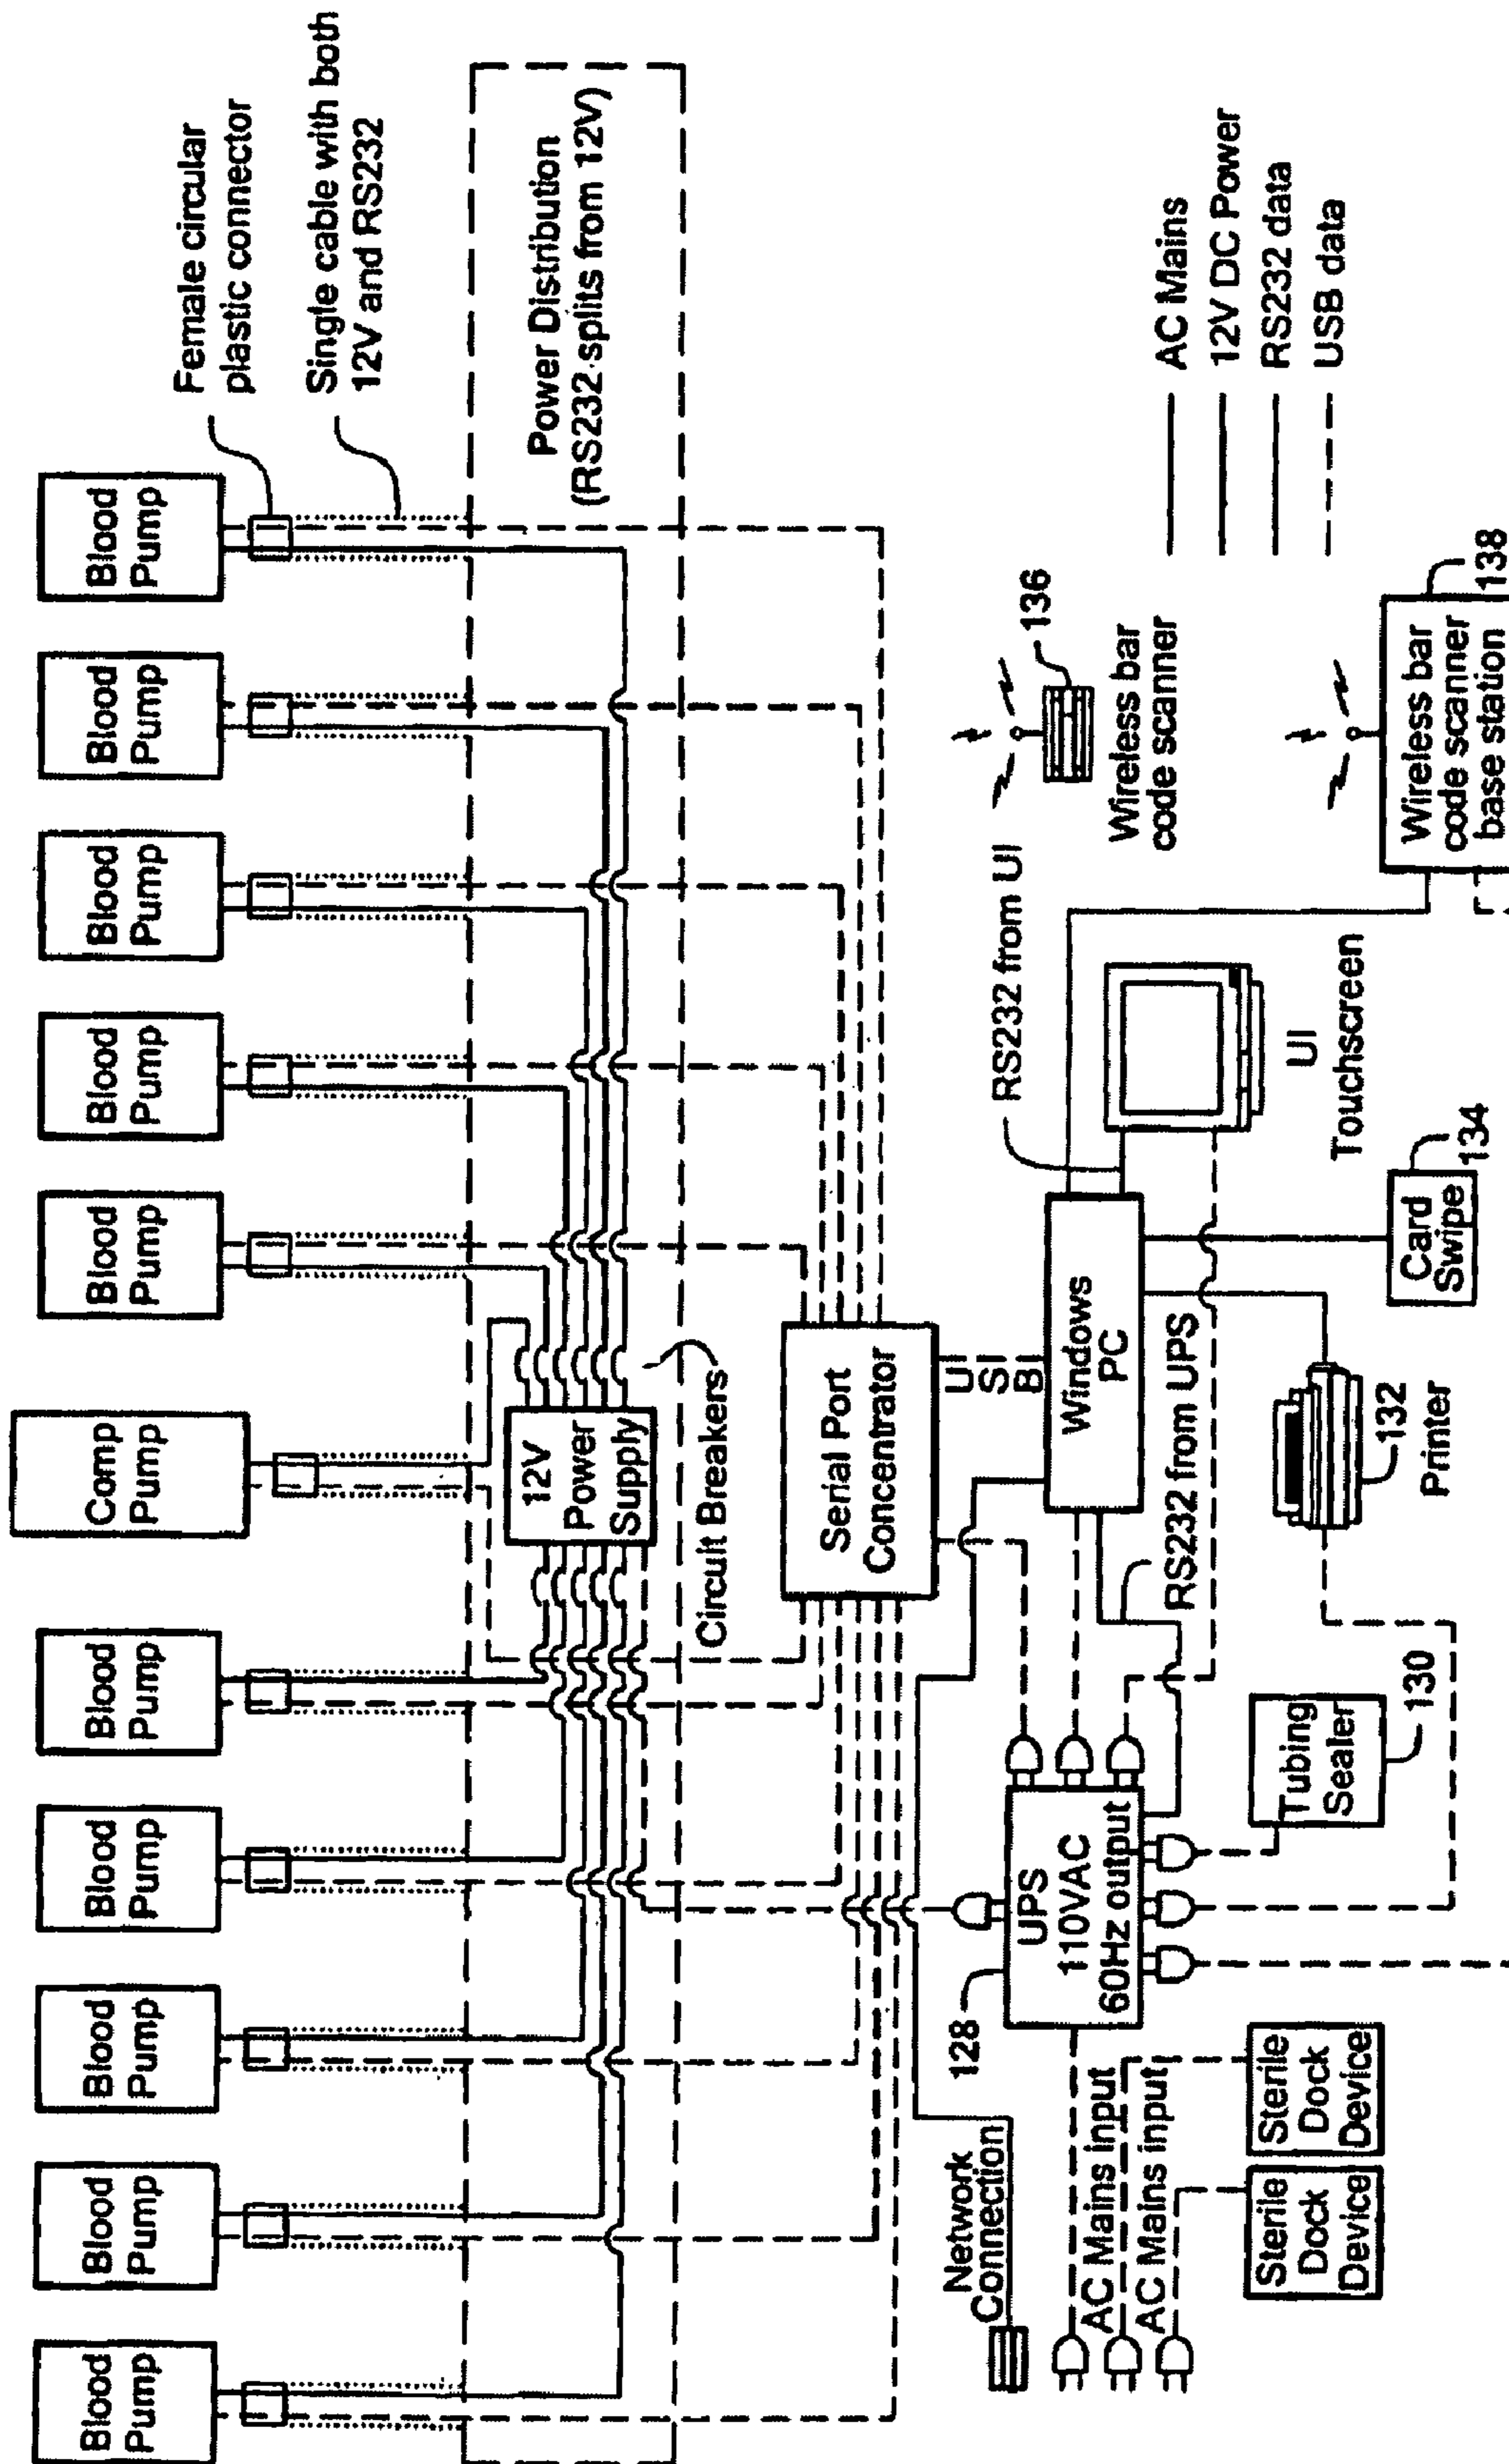 Blood
Pump
Blood
Pump
Blood
Pump
Blood
Pump
Blood
Pump
Comp
Pump
Blood
Pump
Blood
Pump
Blood
Pump
Blood
Pump
Blood
Pump
Female circular
plastic connector
Single cable with both
12V and RS232
Power Distribution
(RS232 splits from 12V)
12V
Power
Supply
Circuit Breakers
Serial Port
Concentrator
USB
Network
Connection
128
UPS
110VAC
60Hz output
AC Mains input
AC Mains input
Windows
PC
RS232 from UPS
RS232 from UI
UI
Touchscreen
136
Wireless bar
code scanner
AC Mains
12V DC Power
RS232 data
USB data
Sterile
Dock
Device
Sterile
Dock
Device
Tubing
Sealer
130
132
Printer
Card
Swipe
134
Wireless bar
code scanner
base station
138